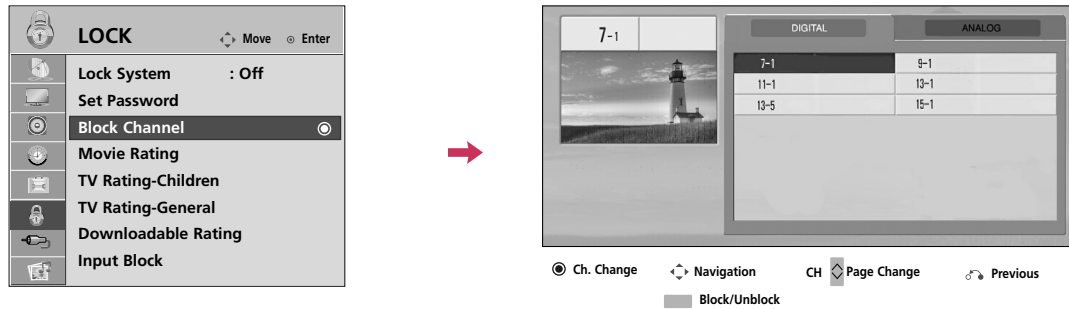 LOCK
Move
Enter
Lock System : Off
Set Password
Block Channel
Movie Rating
TV Rating-Children
TV Rating-General
Downloadable Rating
Input Block
7-1
DIGITAL
ANALOG
7-1
9-1
11-1
13-1
13-5
15-1
Ch. Change
Navigation
CH
Page Change
Previous
Block/Unblock